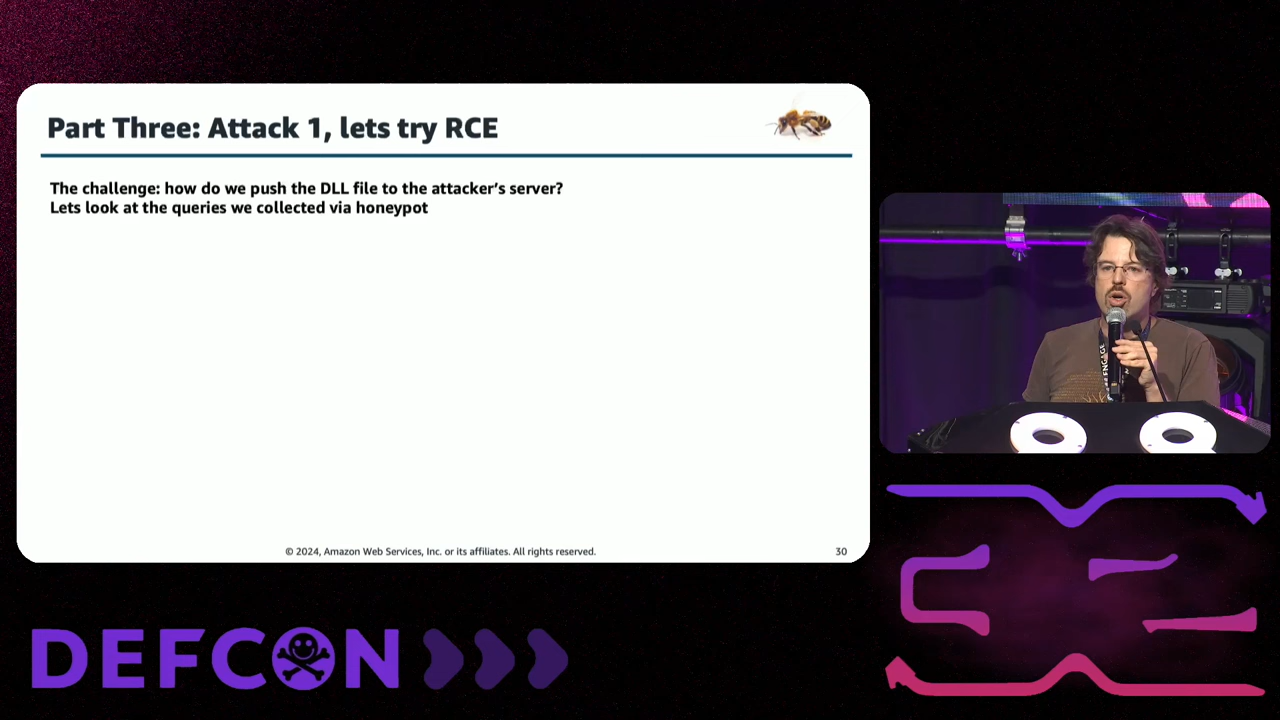 Part Three: Attack 1, lets try RCE
The challenge: how do we push the DLL file to the attacker’s server?
Lets look at the queries we collected via honeypot
© 2024, Amazon Web Services, Inc. or its affiliates. All rights reserved.
30
ENGAGE
DEFCON